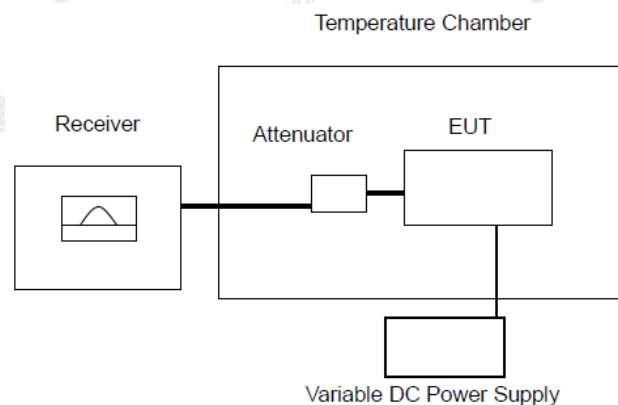 Temperature Chamber
Receiver
Attenuator
EUT
Variable DC Power Supply